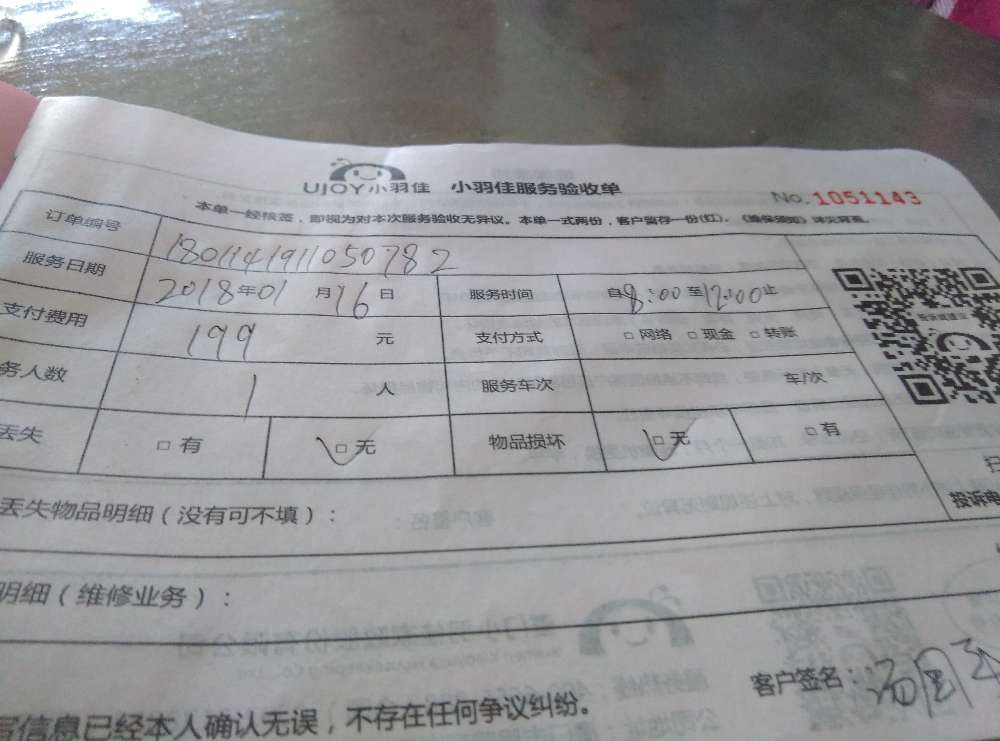 UJOY小羽佳 小羽佳服务验收单
No. 1051143
本单一经核签，即视为对本次服务验收无异议。本单一式两份，客户留存一份(红)。
订单编号 180114191105078 2
服务日期 2018年01月16日 服务时间 自8:00至12:00止
支付费用 199 元 支付方式 □ 网络 □ 现金 □ 转账
务人数 1 人 服务车次 车/次
丢失 □ 有 □ 无 物品损坏 □ 无 □ 有
丢失物品明细（没有可不填）：
投诉电
明细（维修业务）：
客户签名：
写信息已经本人确认无误，不存在任何争议纠纷。